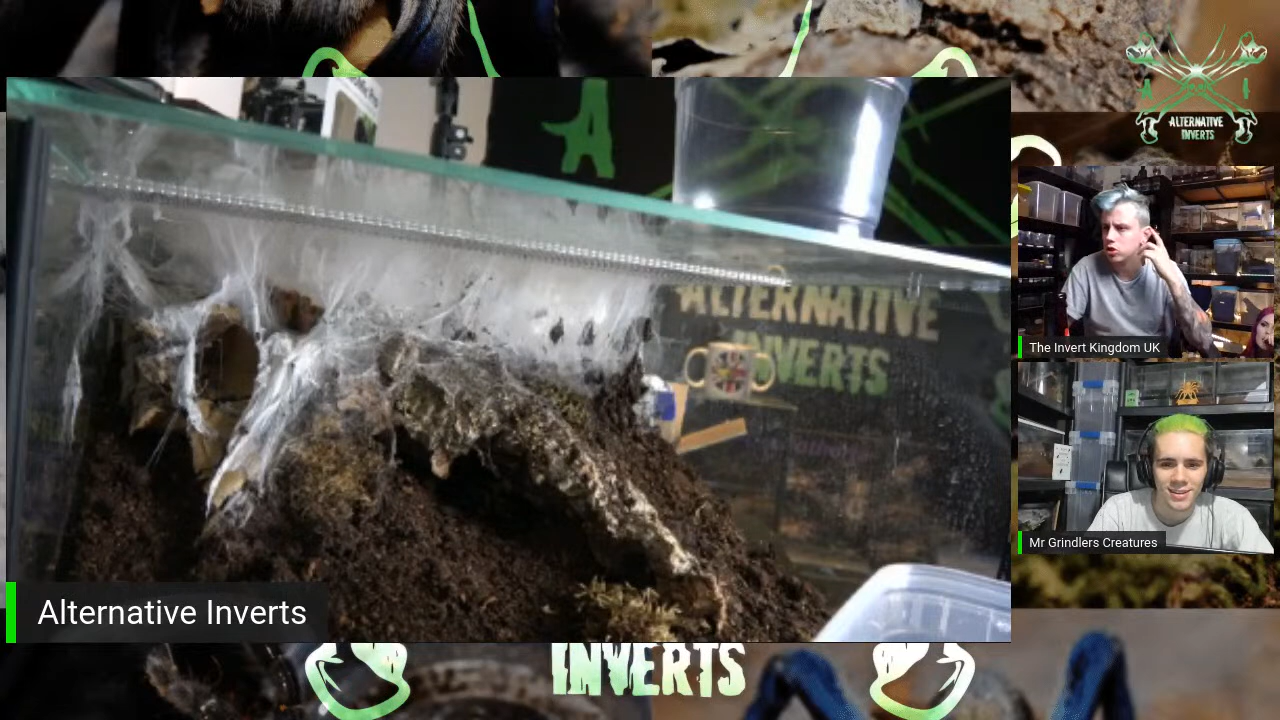 A
A I
ALTERNATIVE
INVERTS
ALTERNATIVE
INVERTS
The Invert Kingdom UK
Mr Grindlers Creatures
Alternative Inverts
INVERTS